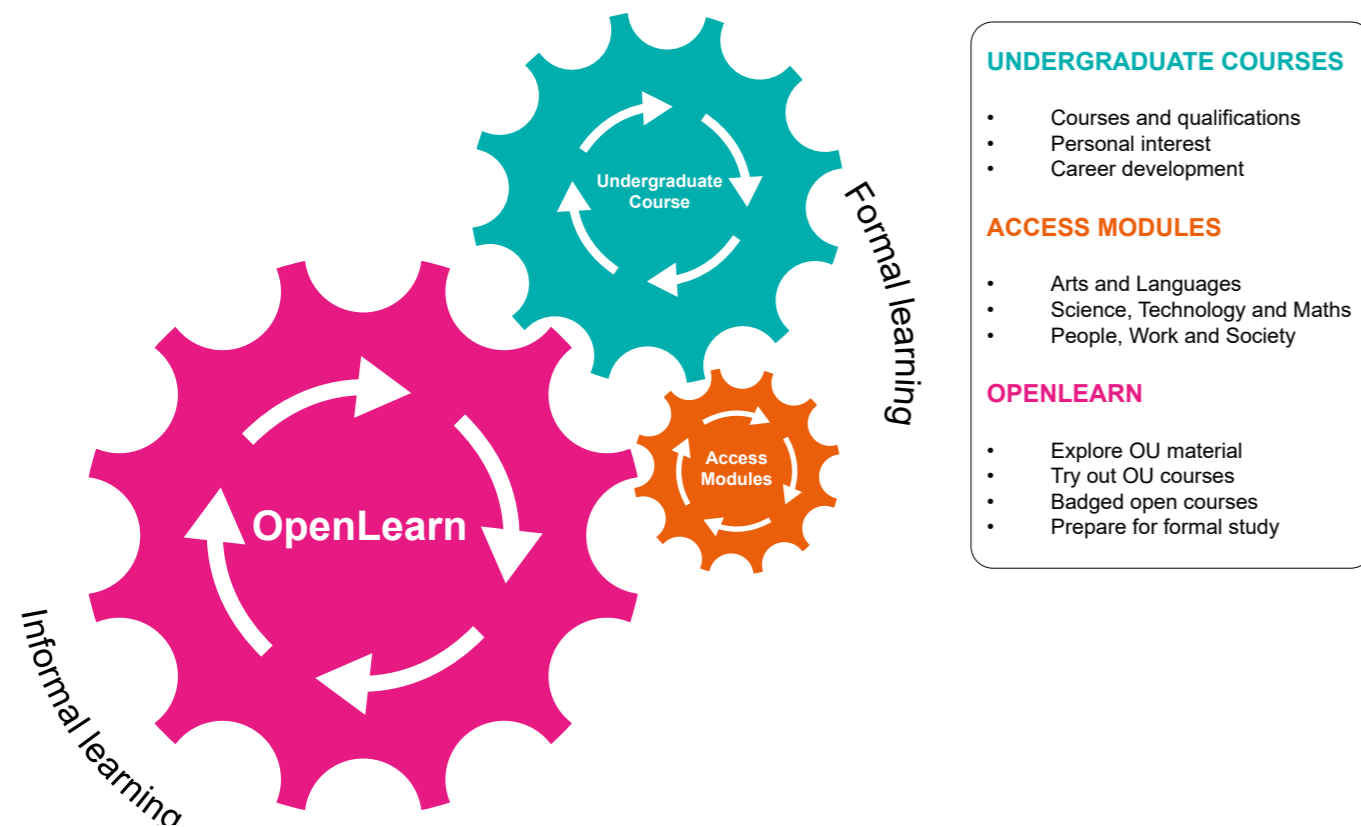 Undergraduate
Course
Formal learning
Access
Modules
OpenLearn
Informal learning
UNDERGRADUATE COURSES
• Courses and qualifications
• Personal interest
• Career development
ACCESS MODULES
• Arts and Languages
• Science, Technology and Maths
• People, Work and Society
OPENLEARN
• Explore OU material
• Try out OU courses
• Badged open courses
• Prepare for formal study